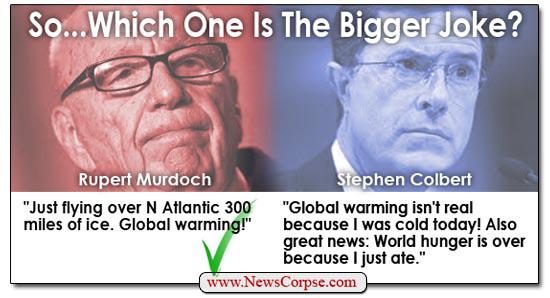 So...Which One Is The Bigger Joke?
Rupert Murdoch
Stephen Colbert
"Just flying over N Atlantic 300
miles of ice. Global warming!"
"Global warming isn't real
because I was cold today! Also
great news: World hunger is over
because I just ate."
www.NewsCorpse.com